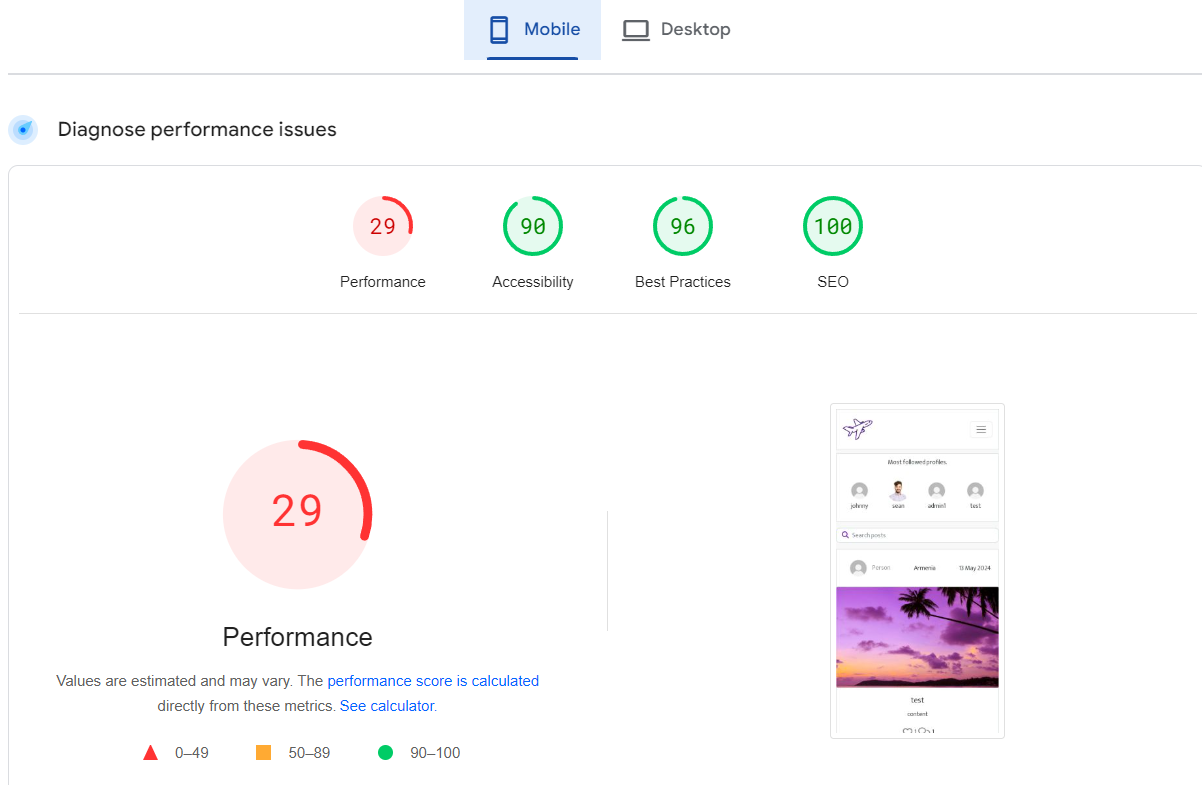 Mobile
Desktop
Diagnose performance issues
29
90
96
100
Performance
Accessibility
Best Practices
SEO
29
Performance
Values are estimated and may vary. The performance score is calculated
directly from these metrics. See calculator.
0–49
50–89
90–100
Most followed profiles.
johnny
sean
admin1
test
Search posts
Person
Armenia
13 May 2024
test
content
1